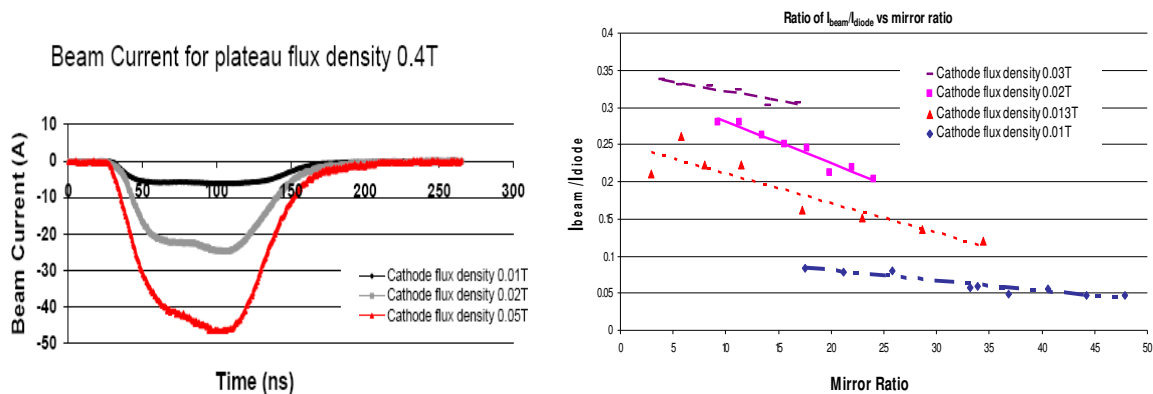 Beam Current for plateau flux density 0.4T
Beam Current (A)
10
0
-10
-20
-30
-40
-50
0
50
100
150
200
250
300
Cathode flux density 0.01T
Cathode flux density 0.02T
Cathode flux density 0.05T
Time (ns)
Ratio of Ibeam/Idiode vs mirror ratio
Ibeam /Idiode
0.4
0.35
0.3
0.25
0.2
0.15
0.1
0.05
0
0
5
10
15
20
25
30
35
40
45
50
Cathode flux density 0.03T
Cathode flux density 0.02T
Cathode flux density 0.013T
Cathode flux density 0.01T
Mirror Ratio